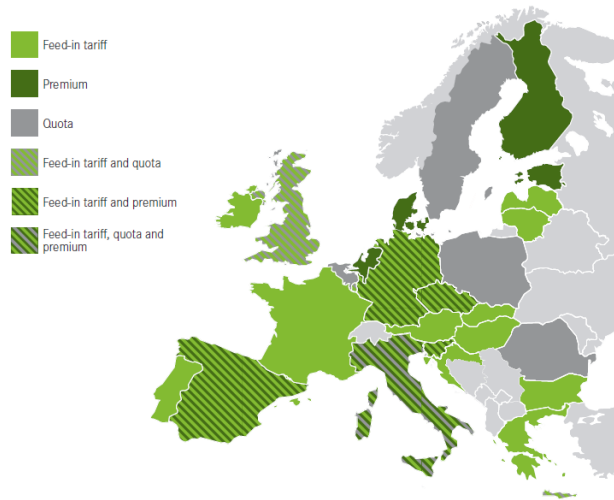 Feed-in tariff
Premium
Quota
Feed-in tariff and quota
Feed-in tariff and premium
Feed-in tariff, quota and
premium